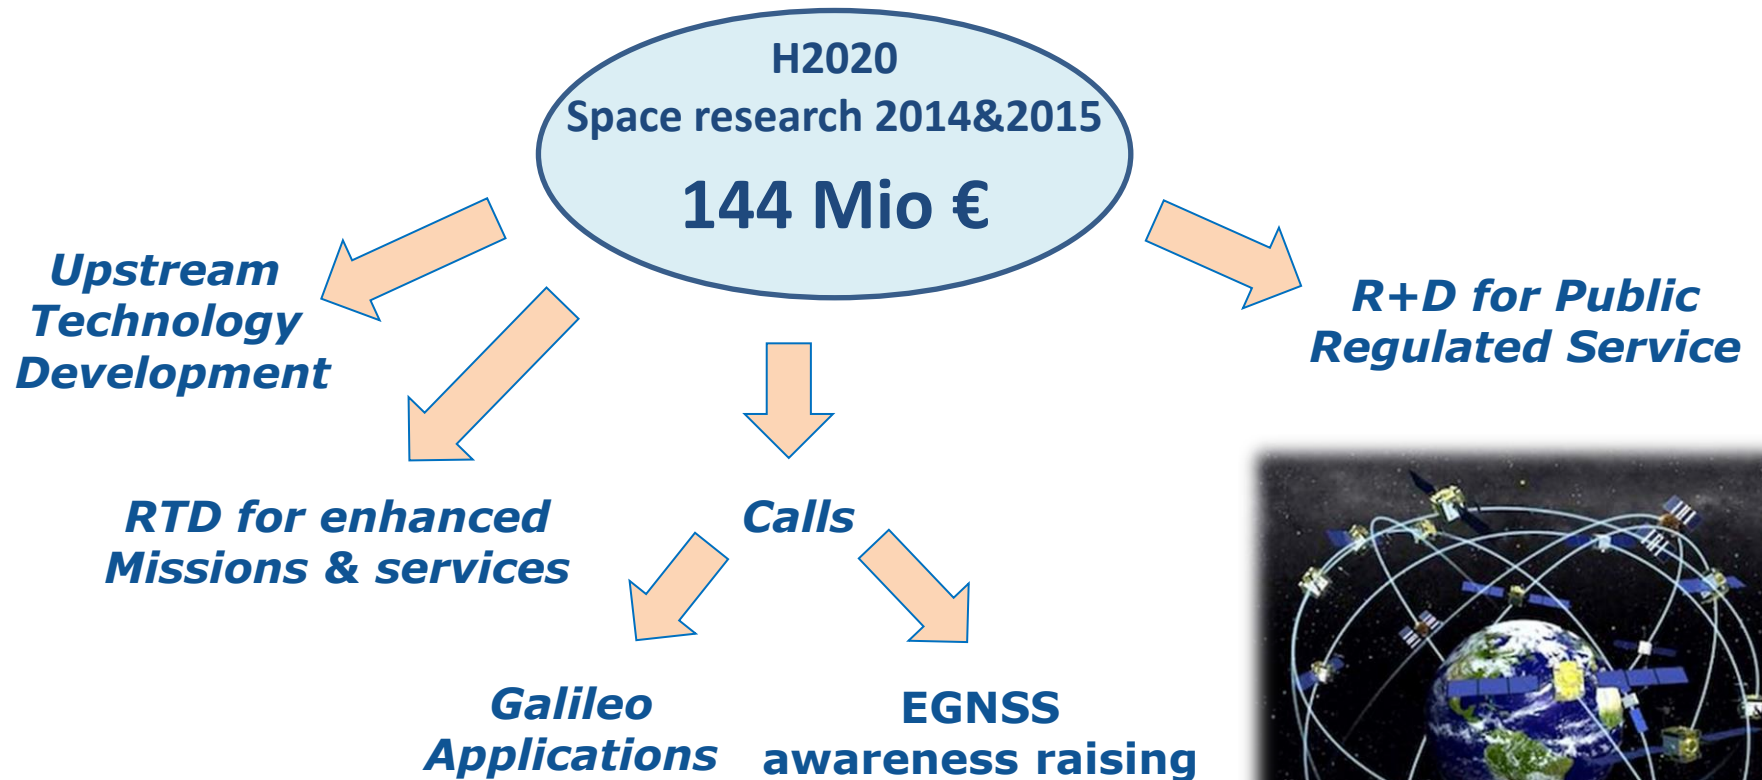 H2020
Space research 2014&2015
144 Mio €
Upstream
Technology
Development
R+D for Public
Regulated Service
RTD for enhanced
Missions & services
Calls
Galileo
Applications
EGNSS
awareness raising